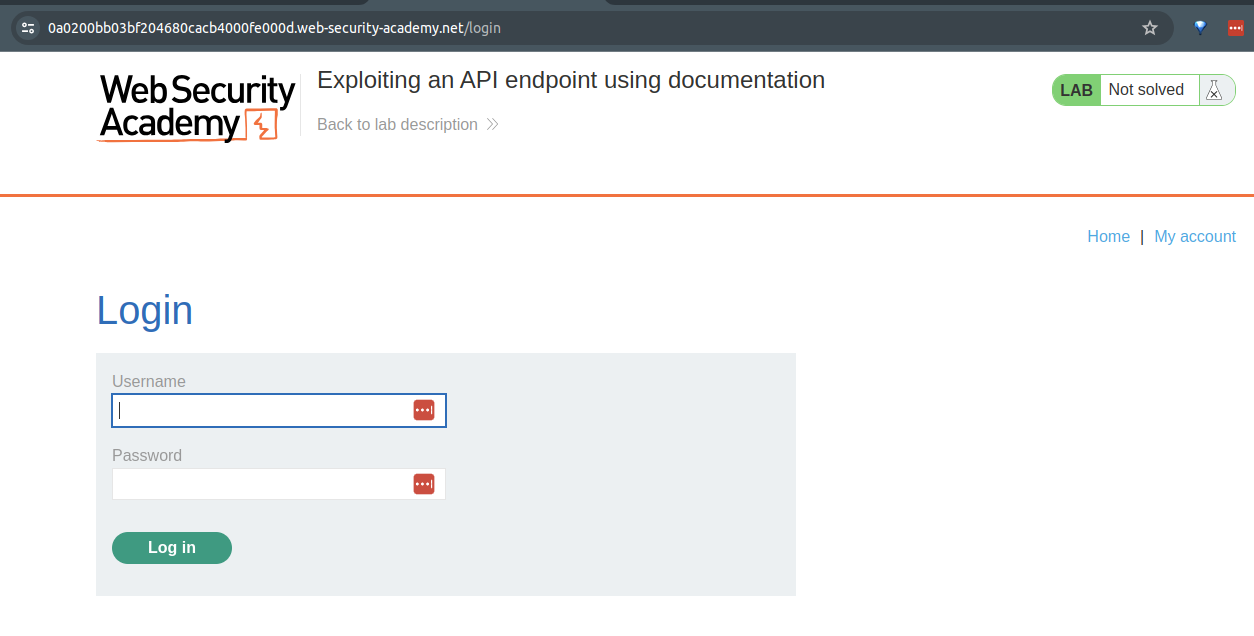 0a0200bb03bf204680cacb4000fe000d.web-security-academy.net/login
Web Security
Academy
Exploiting an API endpoint using documentation
Back to lab description
LAB Not solved
Home | My account
Login
Username
Password
Log in